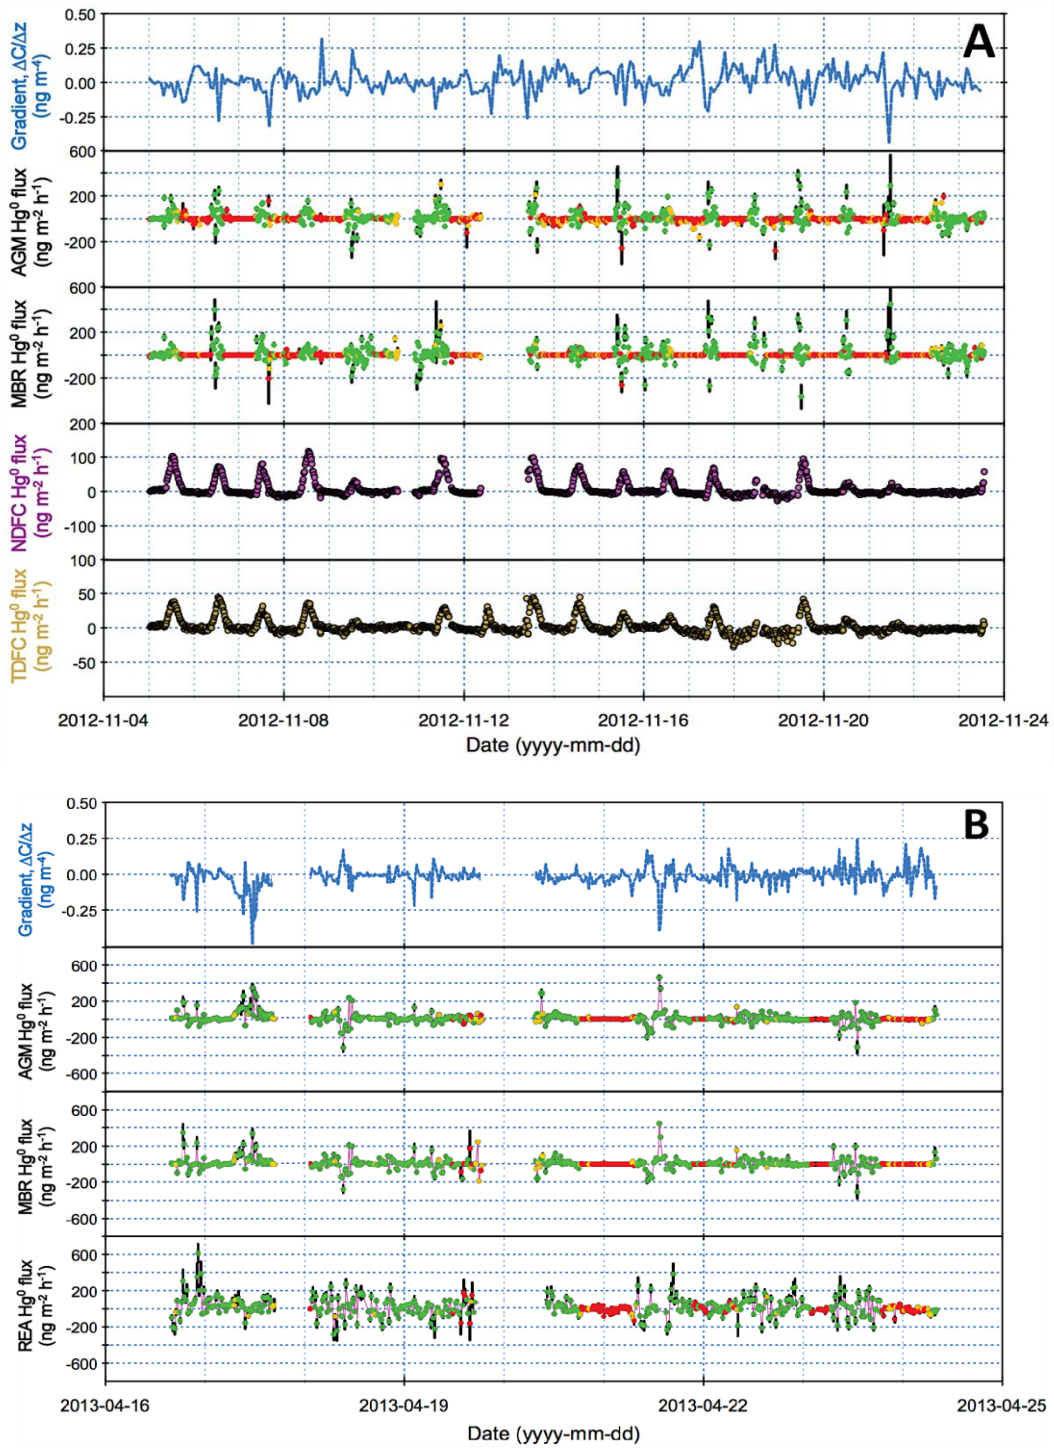 A
Gradient, ΔC/Δz
(ng m-4)
0.50
0.25
0.00
-0.25
600
AGM Hg⁰ flux
(ng m-2 h-1)
200
-200
600
MBR Hg⁰ flux
(ng m-2 h-1)
200
-200
200
NDFC Hg⁰ flux
(ng m-2 h-1)
100
0
-100
100
TDFC Hg⁰ flux
(ng m-2 h-1)
50
0
-50
2012-11-04 2012-11-08 2012-11-12 2012-11-16 2012-11-20 2012-11-24
Date (yyyy-mm-dd)
B
Gradient, ΔC/Δz
(ng m-4)
0.50
0.25
0.00
-0.25
AGM Hg⁰ flux
(ng m-2 h-1)
600
200
-200
-600
MBR Hg⁰ flux
(ng m-2 h-1)
600
200
-200
-600
REA Hg⁰ flux
(ng m-2 h-1)
600
200
-200
-600
2013-04-16 2013-04-19 2013-04-22 2013-04-25
Date (yyyy-mm-dd)